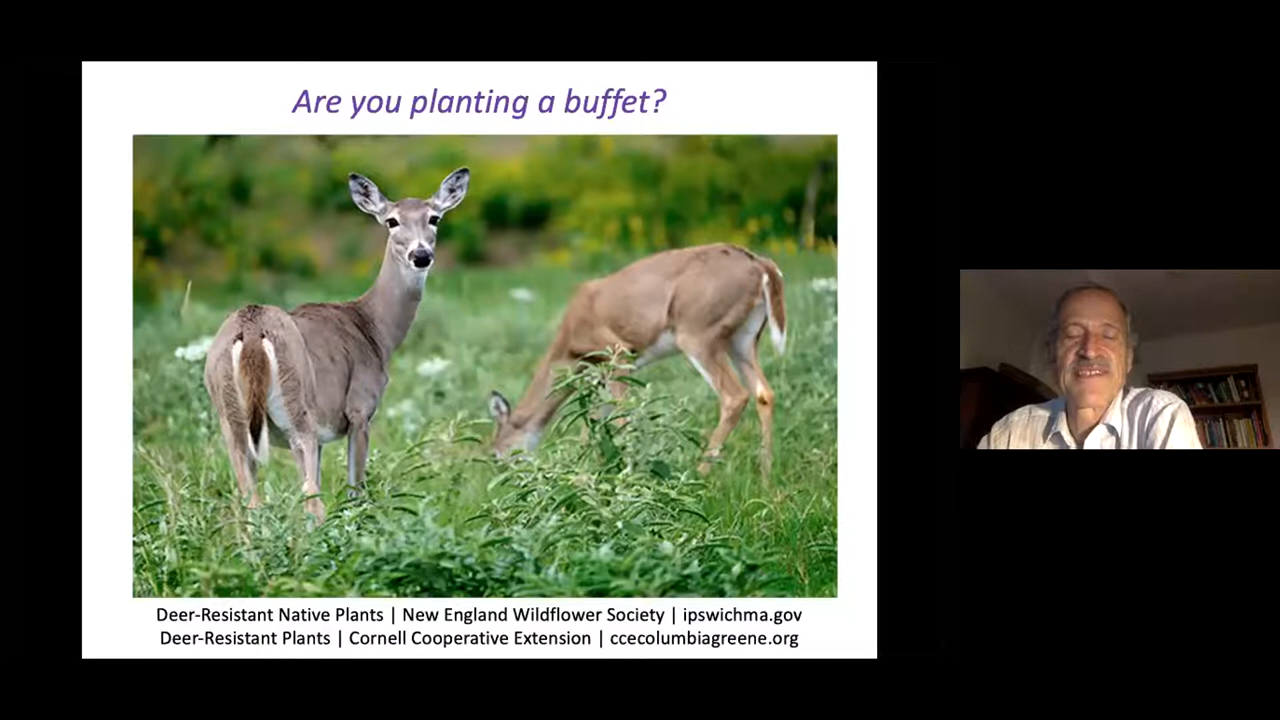 Are you planting a buffet?
Deer-Resistant Native Plants | New England Wildflower Society | ipswichma.gov
Deer-Resistant Plants | Cornell Cooperative Extension | ccecolumbiagreene.org